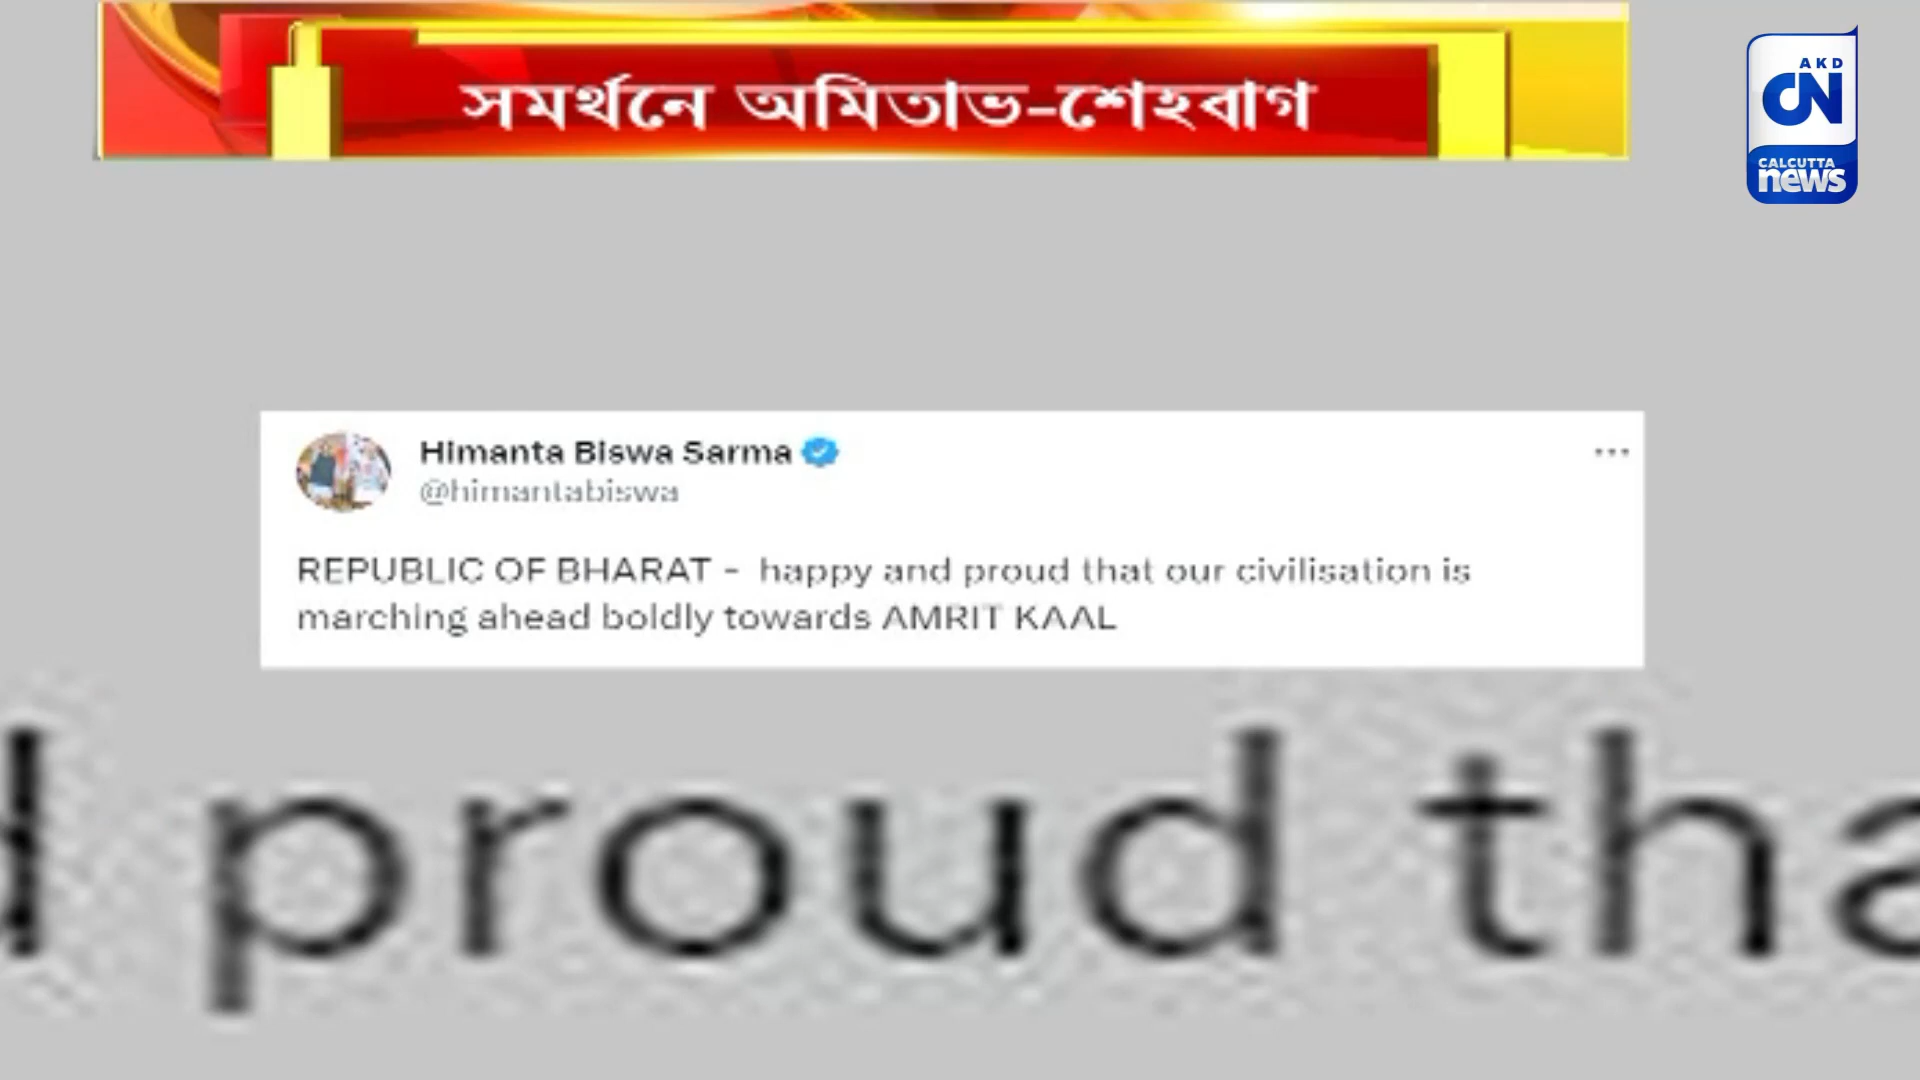 সমর্থনে অমিতাভ-শেহবাগ
AKD
CN
CALCUTTA
news
Himanta Biswa Sarma
@himantabiswa
REPUBLIC OF BHARAT - happy and proud that our civilisation is
marching ahead boldly towards AMRIT KAAL
d proud tha